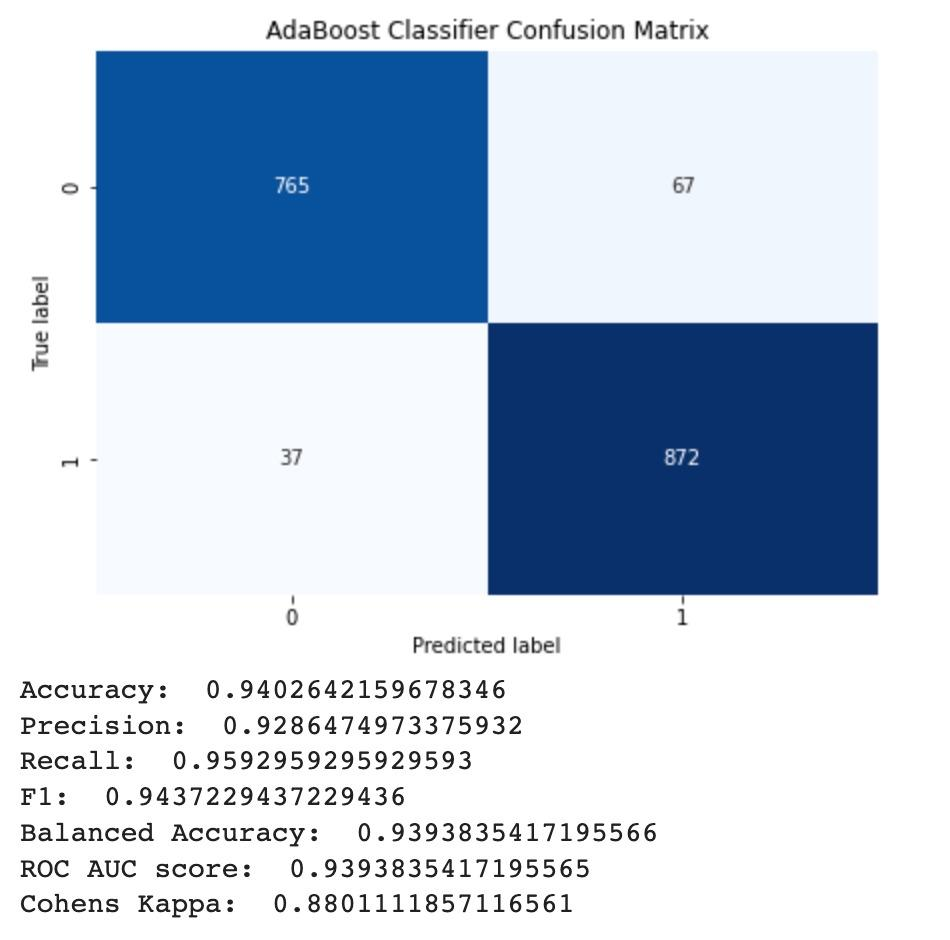 AdaBoost Classifier Confusion Matrix
0
765
67
True label
1
37
872
0
1
Predicted label
Accuracy:  0.9402642159678346
Precision:  0.9286474973375932
Recall:  0.9592959295929593
F1:  0.9437229437229436
Balanced Accuracy:  0.9393835417195566
ROC AUC score:  0.9393835417195565
Cohens Kappa:  0.8801111857116561